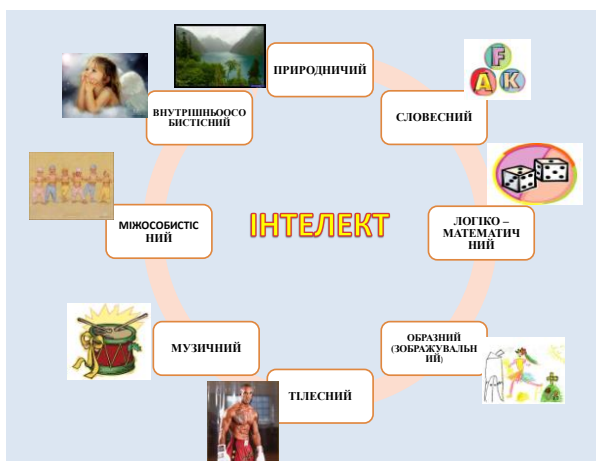 ПРИРОДНИЧИЙ
СЛОВЕСНИЙ
ЛОГІКО –
МАТЕМАТИЧ
НИЙ
ОБРАЗНИЙ
(ЗОБРАЖУВАЛЬН
ИЙ)
ТІЛЕСНИЙ
МУЗИЧНИЙ
МІЖОСОБИСТІС
НИЙ
ВНУТРІШНЬООСО
БИСТІСНИЙ
ІНТЕЛЕКТ
F
A K